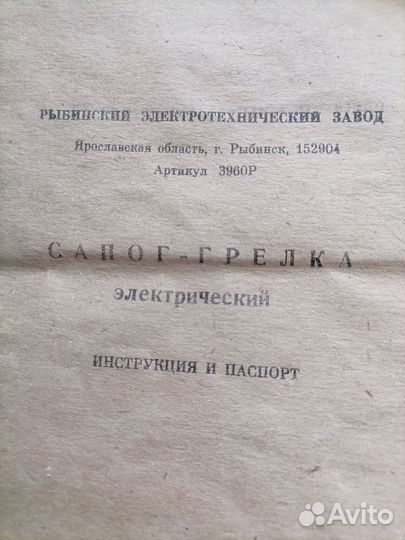 РЫБИНСКИЙ ЭЛЕКТРОТЕХНИЧЕСКИЙ ЗАВОД
Ярославская область, г. Рыбинск, 152904
Артикул 3960Р
САПОГ-ГРЕЛКА
электрический
ИНСТРУКЦИЯ И ПАСПОРТ
Avito